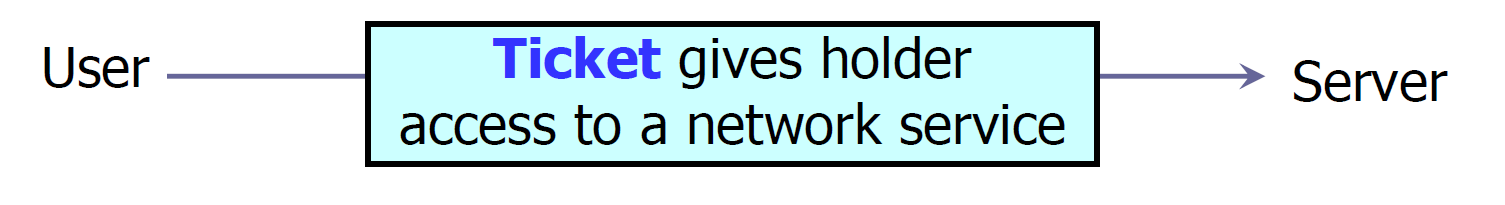 User
Ticket gives holder
access to a network service
Server